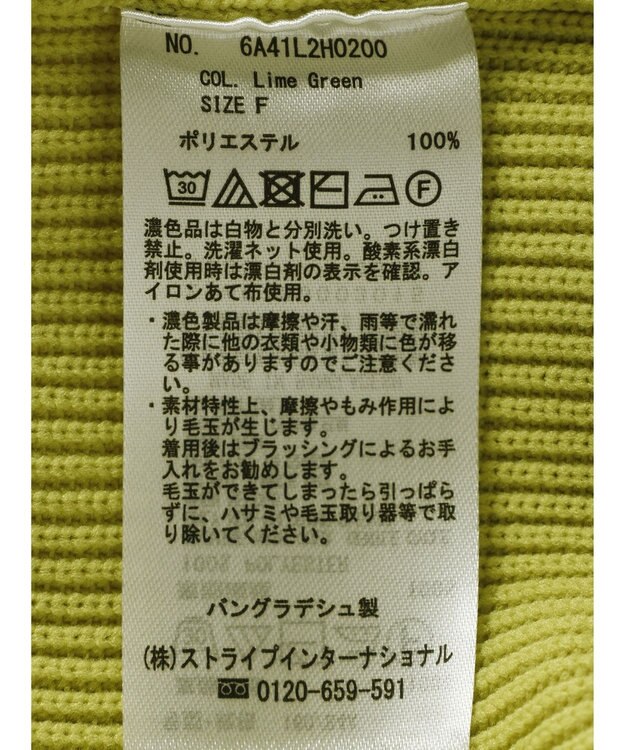 NO. 6A41L2H0200
COL. Lime Green
SIZE F
ポリエステル 100%
30 F
濃色品は白物と分別洗い。つけ置き
禁止。洗濯ネット使用。酸素系漂白
剤使用時は漂白剤の表示を確認。ア
イロンあて布使用。
・濃色製品は摩擦や汗、雨等で濡れ
た際に他の衣類や小物類に色が移
る事がありますのでご注意くださ
い。
・素材特性上、摩擦やもみ作用によ
り毛玉が生じます。
着用後はブラッシングによるお手
入れをお勧めします。
毛玉ができてしまったら引っぱら
ずに、ハサミや毛玉取り器等で取
り除いてください。
バングラデシュ製
(株)ストライプインターナショナル
0120-659-591